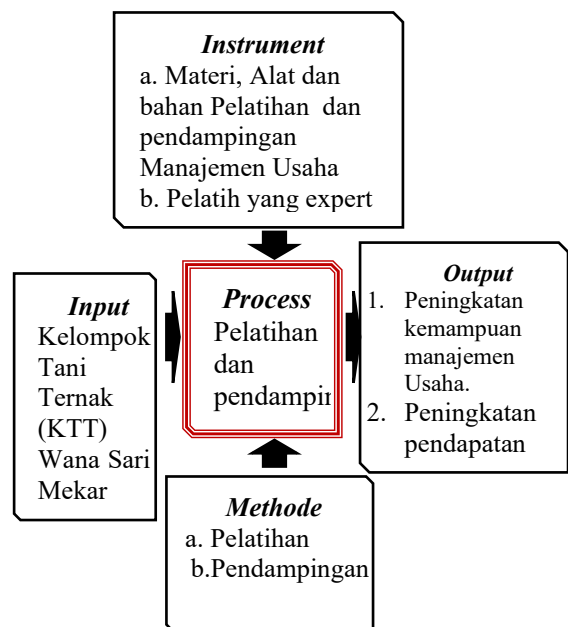 Instrument
a. Materi, Alat dan
bahan Pelatihan dan
pendampingan
Manajemen Usaha
b. Pelatih yang expert
Input
Kelompok
Tani
Ternak
(KTT)
Wana Sari
Mekar
Process
Pelatihan
dan
pendampin
Output
1. Peningkatan
kemampuan
manajemen
Usaha.
2. Peningkatan
pendapatan
Methode
a. Pelatihan
b.Pendampingan